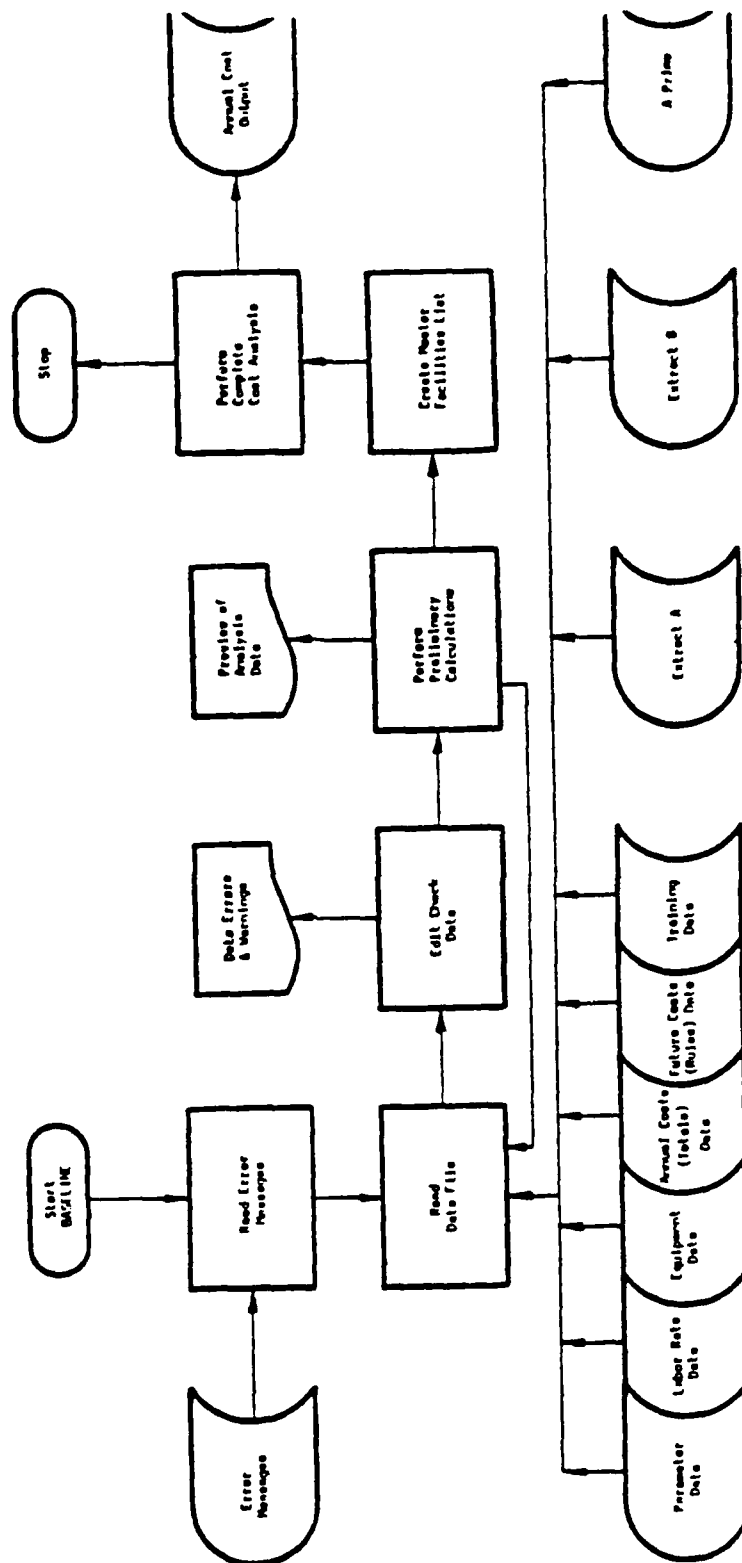 Start
BASELINE
Stop
Error
Messages
Read Error
Messages
Data Errors
& Warnings
Preview of
Analysis
Data
Perform
Complete
Cost Analysis
Annual Cost
Output
Read
Data File
Edit Check
Data
Perform
Preliminary
Calculations
Create Master
Facilities List
Parameter
Data
Labor Rate
Data
Equipment
Data
Annual Costs
(Totals)
Data
Future Costs
(Rules) Data
Training
Data
Extract A
Extract B
A Prime